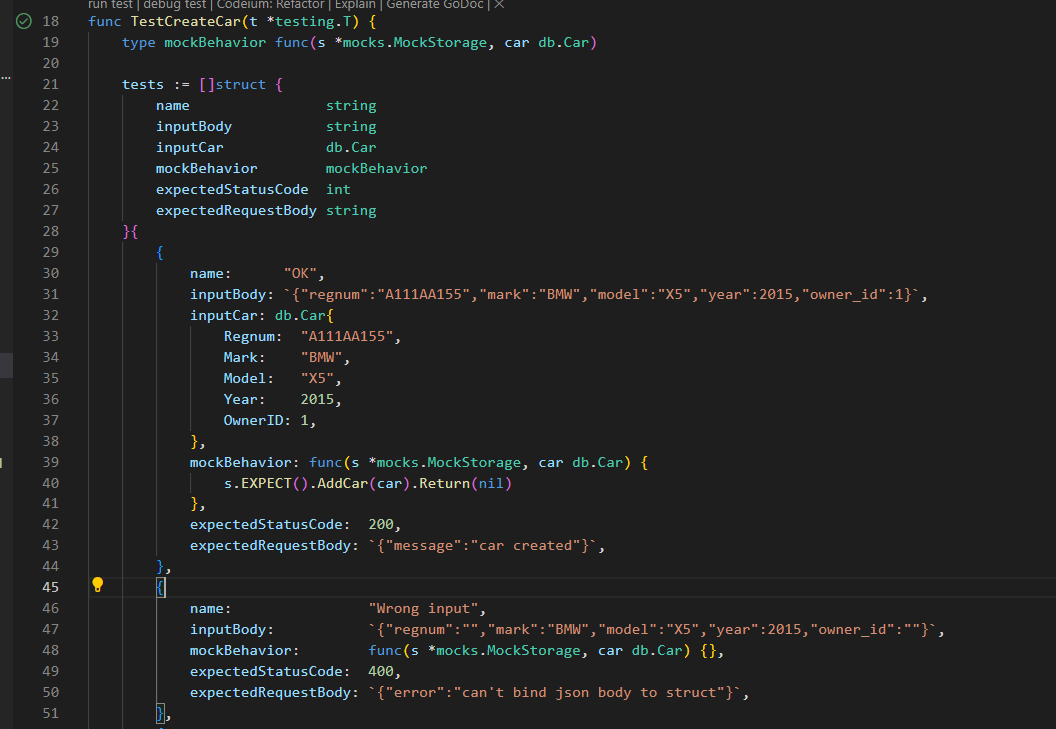 run test | debug test | Codeium: Refactor | Explain | Generate GoDoc | ×
18 func TestCreateCar(t *testing.T) {
19 type mockBehavior func(s *mocks.MockStorage, car db.Car)
20
21 tests := []struct {
22 name string
23 inputBody string
24 inputCar db.Car
25 mockBehavior mockBehavior
26 expectedStatusCode int
27 expectedRequestBody string
28 }{
29 {
30 name: "OK",
31 inputBody: `{"regnum":"A111AA155","mark":"BMW","model":"X5","year":2015,"owner_id":1}`,
32 inputCar: db.Car{
33 Regnum: "A111AA155",
34 Mark: "BMW",
35 Model: "X5",
36 Year: 2015,
37 OwnerID: 1,
38 },
39 mockBehavior: func(s *mocks.MockStorage, car db.Car) {
40 s.EXPECT().AddCar(car).Return(nil)
41 },
42 expectedStatusCode: 200,
43 expectedRequestBody: `{"message":"car created"}`,
44 },
45 {
46 name: "Wrong input",
47 inputBody: `{"regnum":"","mark":"BMW","model":"X5","year":2015,"owner_id":""}`,
48 mockBehavior: func(s *mocks.MockStorage, car db.Car) {},
49 expectedStatusCode: 400,
50 expectedRequestBody: `{"error":"can't bind json body to struct"}`,
51 },